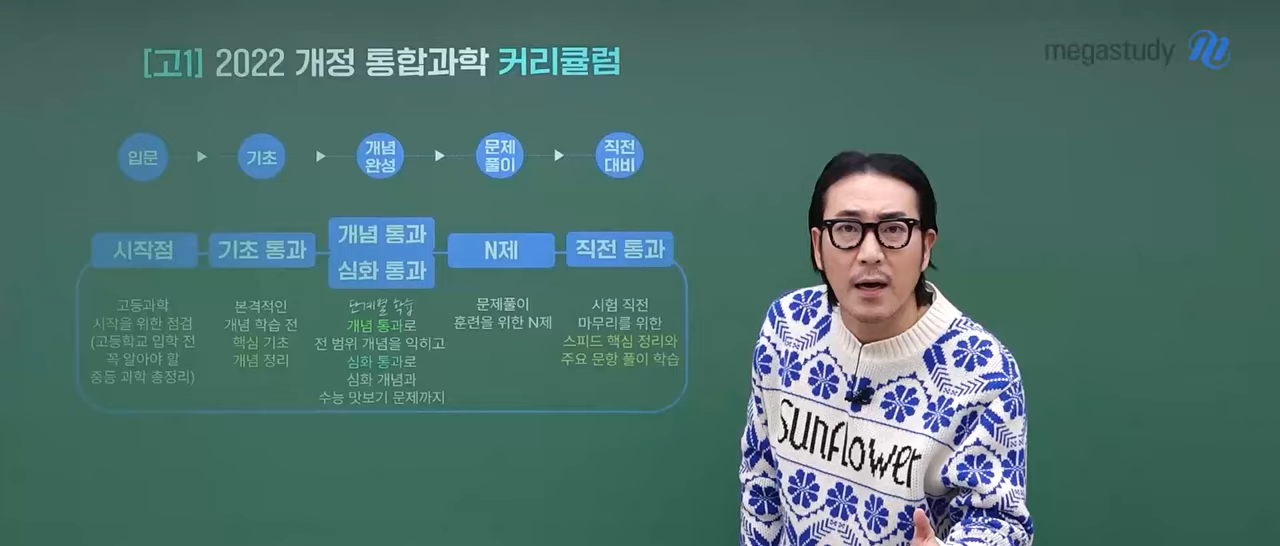 [고1] 2022 개정 통합과학 커리큘럼
megastudy
입문
기초
개념
완성
문제
풀이
직전
대비
시작점
기초 통과
개념 통과
심화 통과
N제
직전 통과
고등과학
시작을 위한 점검
(고등학교 입학 전
꼭 알아야 할
중등 과학 총정리)
본격적인
개념 학습 전
핵심 기초
개념 정리
단계별 학습
개념 통과로
전 범위 개념을 익히고
심화 통과로
심화 개념과
수능 맛보기 문제까지
문제풀이
훈련을 위한 N제
시험 직전
마무리를 위한
스피드 핵심 정리와
주요 문항 풀이 학습
sunflower